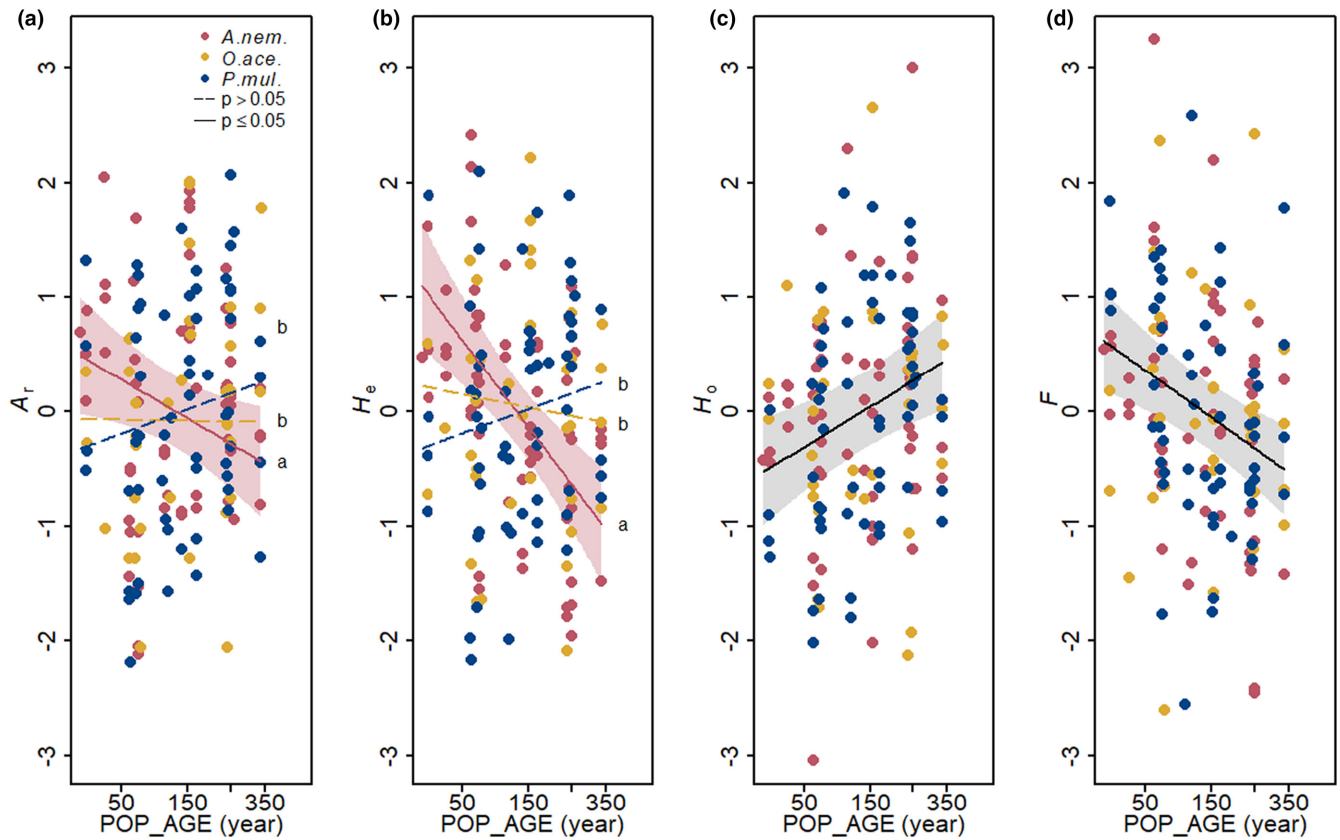 (a)
A.nem.
O.ace.
P.mul.
p > 0.05
p ≤ 0.05
3
2
1
0
-1
-2
-3
Ar
b
b
a
50 150 350
POP_AGE (year)
(b)
3
2
1
0
-1
-2
-3
He
b
b
a
50 150 350
POP_AGE (year)
(c)
3
2
1
0
-1
-2
-3
Ho
50 150 350
POP_AGE (year)
(d)
3
2
1
0
-1
-2
-3
F
50 150 350
POP_AGE (year)